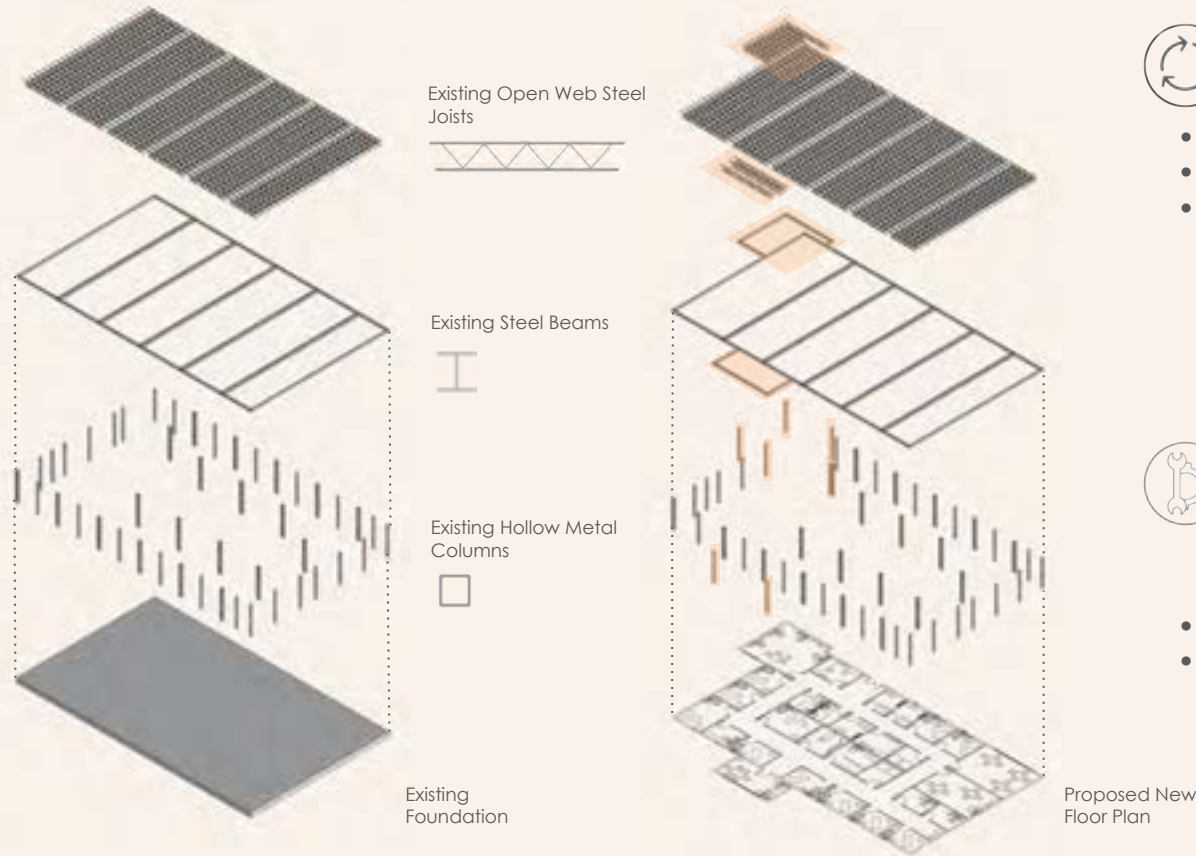 Existing Open Web Steel
Joists
Existing Steel Beams
Existing Hollow Metal
Columns
Existing
Foundation
Proposed New
Floor Plan